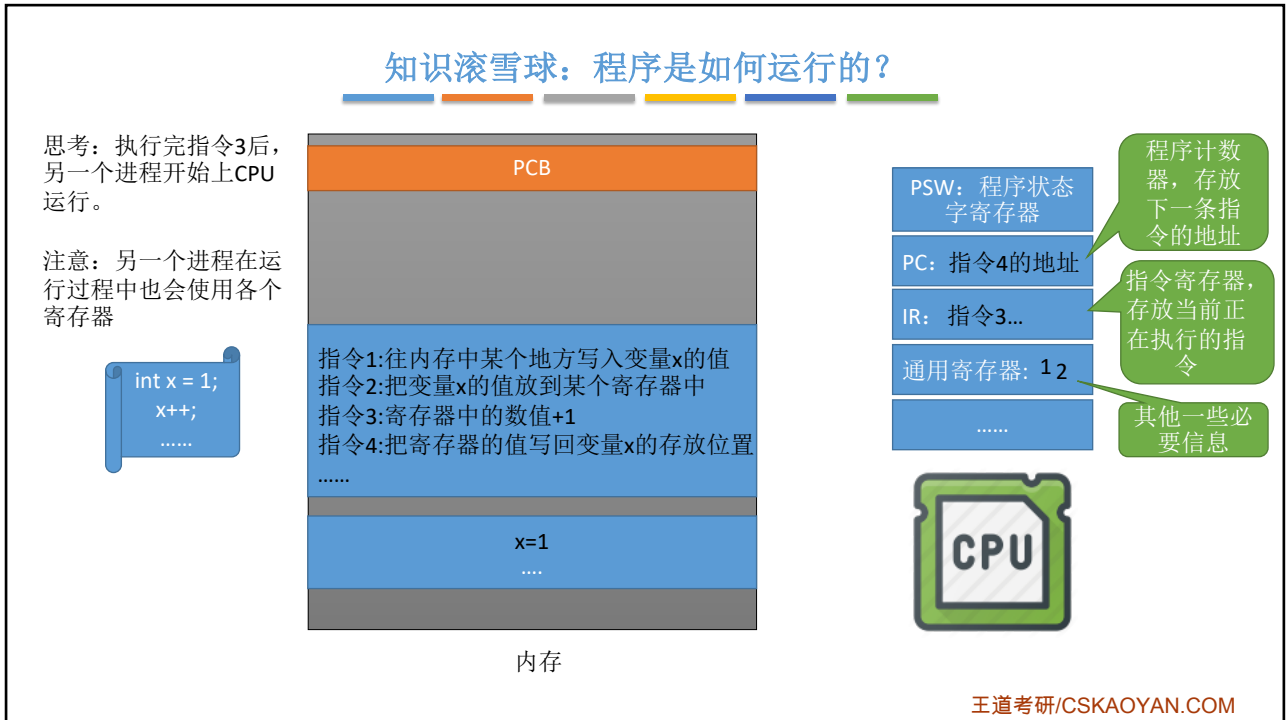 知识滚雪球：程序是如何运行的？
思考：执行完指令3后，
另一个进程开始上CPU
运行。
注意：另一个进程在运
行过程中也会使用各个
寄存器
int x = 1;
x++;
……
PCB
指令1:往内存中某个地方写入变量x的值
指令2:把变量x的值放到某个寄存器中
指令3:寄存器中的数值+1
指令4:把寄存器的值写回变量x的存放位置
……
x=1
….
内存
PSW：程序状态
字寄存器
PC：指令4的地址
IR： 指令3…
通用寄存器: 1 2
……
程序计数
器，存放
下一条指
令的地址
指令寄存器，
存放当前正
在执行的指
令
其他一些必
要信息
CPU
王道考研/CSKAOYAN.COM